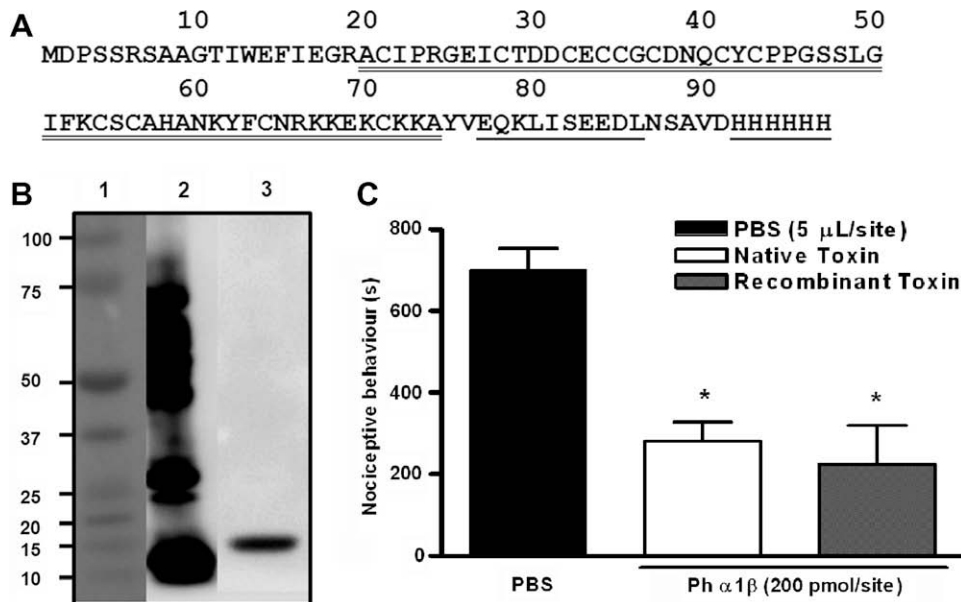 A
10 20 30 40 50
MDPSSRSAAGTIWEFIEGRACIPRGEICTDDCECCGCDNQCYCPPGSSLG
60 70 80 90
IFKCSCAHANKYFCNRKKEKCKKAYVEQKLISEEDLNSAVDHHHHHH
B
1 2 3
100
75
50
37
25
20
15
10
C
Nociceptive behaviour (s)
800
600
400
200
0
PBS (5 μL/site)
Native Toxin
Recombinant Toxin
* *
PBS
Ph α1β (200 pmol/site)